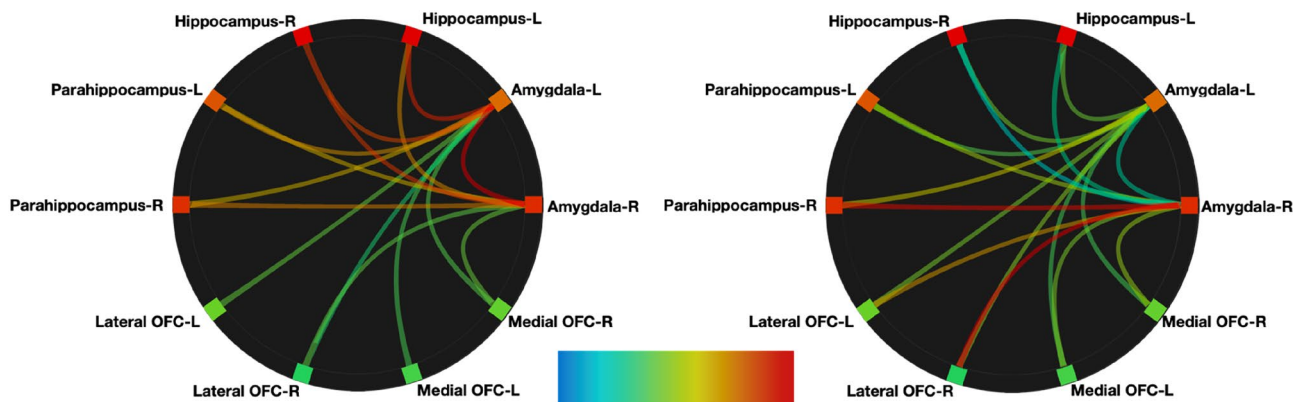 Hippocampus-R
Hippocampus-L
Parahippocampus-L
Amygdala-L
Parahippocampus-R
Amygdala-R
Lateral OFC-L
Medial OFC-R
Lateral OFC-R
Medial OFC-L
Hippocampus-R
Hippocampus-L
Parahippocampus-L
Amygdala-L
Parahippocampus-R
Amygdala-R
Lateral OFC-L
Medial OFC-R
Lateral OFC-R
Medial OFC-L